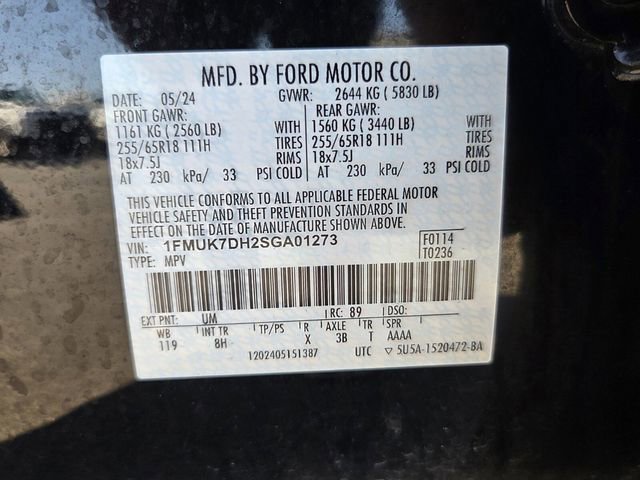 MFD. BY FORD MOTOR CO.
DATE: 05/24 GVWR: 2644 KG ( 5830 LB)
FRONT GAWR: REAR GAWR:
1161 KG ( 2560 LB) WITH 1560 KG ( 3440 LB) WITH
255/65R18 111H TIRES 255/65R18 111H TIRES
18x7.5J RIMS 18x7.5J RIMS
AT 230 kPa/ 33 PSI COLD AT 230 kPa/ 33 PSI COLD
THIS VEHICLE CONFORMS TO ALL APPLICABLE FEDERAL MOTOR
VEHICLE SAFETY AND THEFT PREVENTION STANDARDS IN
EFFECT ON THE DATE OF MANUFACTURE SHOWN ABOVE.
VIN: 1FMUK7DH2SGA01273 F0114
TYPE: MPV T0236
EXT PNT: UM RC: 89 DSO:
WB INT TR TP/PS R AXLE TR SPR
119 8H X 3B T AAAA
1202405151387 UTC ▽ 5U5A-1520472-BA